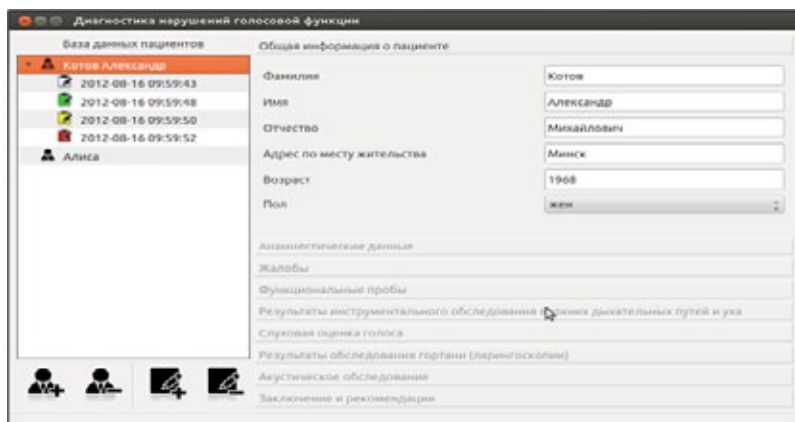 Диагностика нарушений голосовой функции
База данных пациентов
Котов Александр
2012-08-16 09:59:43
2012-08-16 09:59:48
2012-08-16 09:59:50
2012-08-16 09:59:52
Алиса
Общая информация о пациенте
Фамилия Котов
Имя Александр
Отчество Михайлович
Адрес по месту жительства Минск
Возраст 1968
Пол жен
Анамнестические данные
Жалобы
Функциональные пробы
Результаты инструментального обследования верхних дыхательных путей и уха
Слуховая оценка голоса
Результаты обследования гортани (ларингоскопии)
Акустическое обследование
Заключение и рекомендации